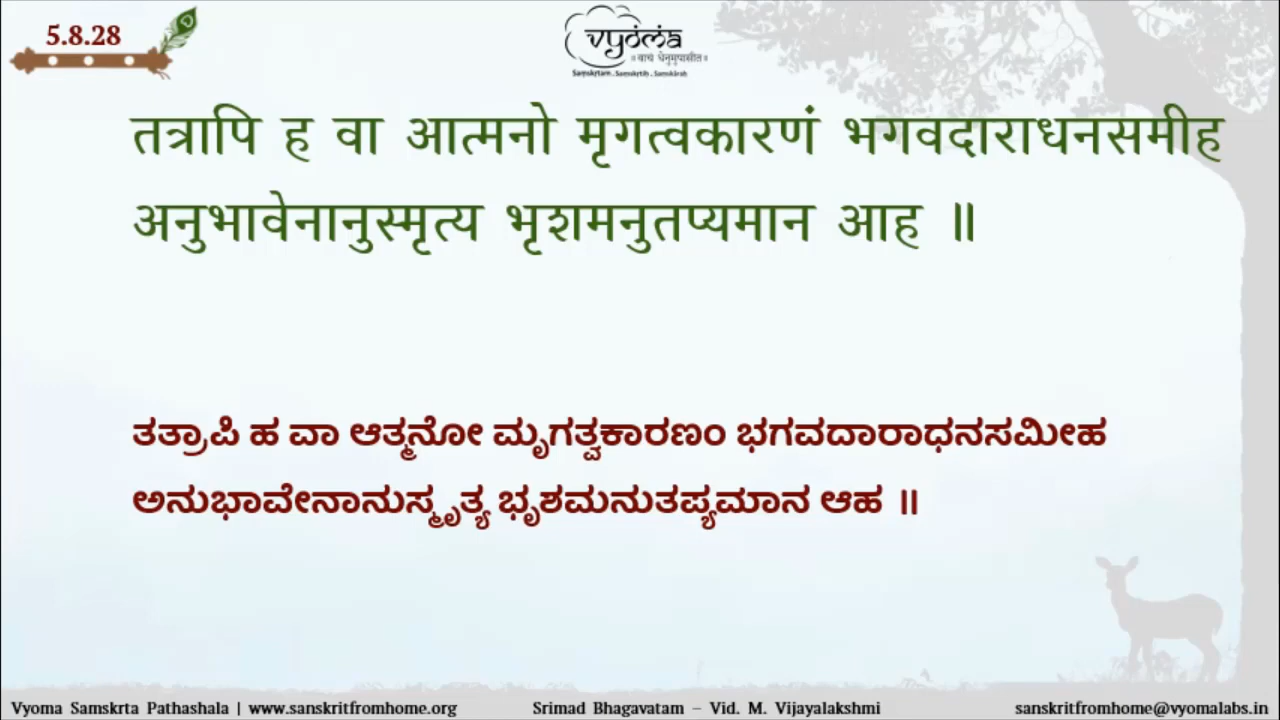 5.8.28
vyoma
॥ वाचं धेनुमुपासीत ॥
Samskrtam . Samskrtih . Samskarah
तत्रापि ह वा आत्मनो मृगत्वकारणं भगवदाराधनसमीह
अनुभावेनानुस्मृत्य भृशमनुतप्यमान आह ॥
ತತ್ರಾಪಿ ಹ ವಾ ಆತ್ಮನೋ ಮೃಗತ್ವಕಾರಣಂ ಭಗವದಾರಾಧನಸಮೀಹ
ಅನುಭಾವೇನಾನುಸ್ಮೃತ್ಯ ಭೃಶಮನುತಪ್ಯಮಾನ ಆಹ ॥
Vyoma Samskrta Pathashala | www.sanskritfromhome.org Srimad Bhagavatam – Vid. M. Vijayalakshmi sanskritfromhome@vyomalabs.in